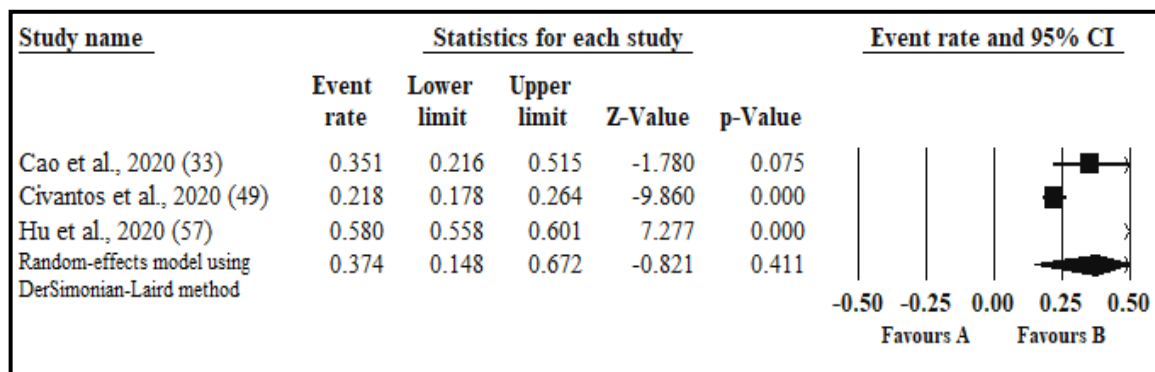 Study name Statistics for each study Event rate and 95% CI
Event Lower Upper
rate limit limit Z-Value p-Value
Cao et al., 2020 (33) 0.351 0.216 0.515 -1.780 0.075
Civantos et al., 2020 (49) 0.218 0.178 0.264 -9.860 0.000
Hu et al., 2020 (57) 0.580 0.558 0.601 7.277 0.000
Random-effects model using 0.374 0.148 0.672 -0.821 0.411
DerSimonian-Laird method
-0.50 -0.25 0.00 0.25 0.50
Favours A Favours B